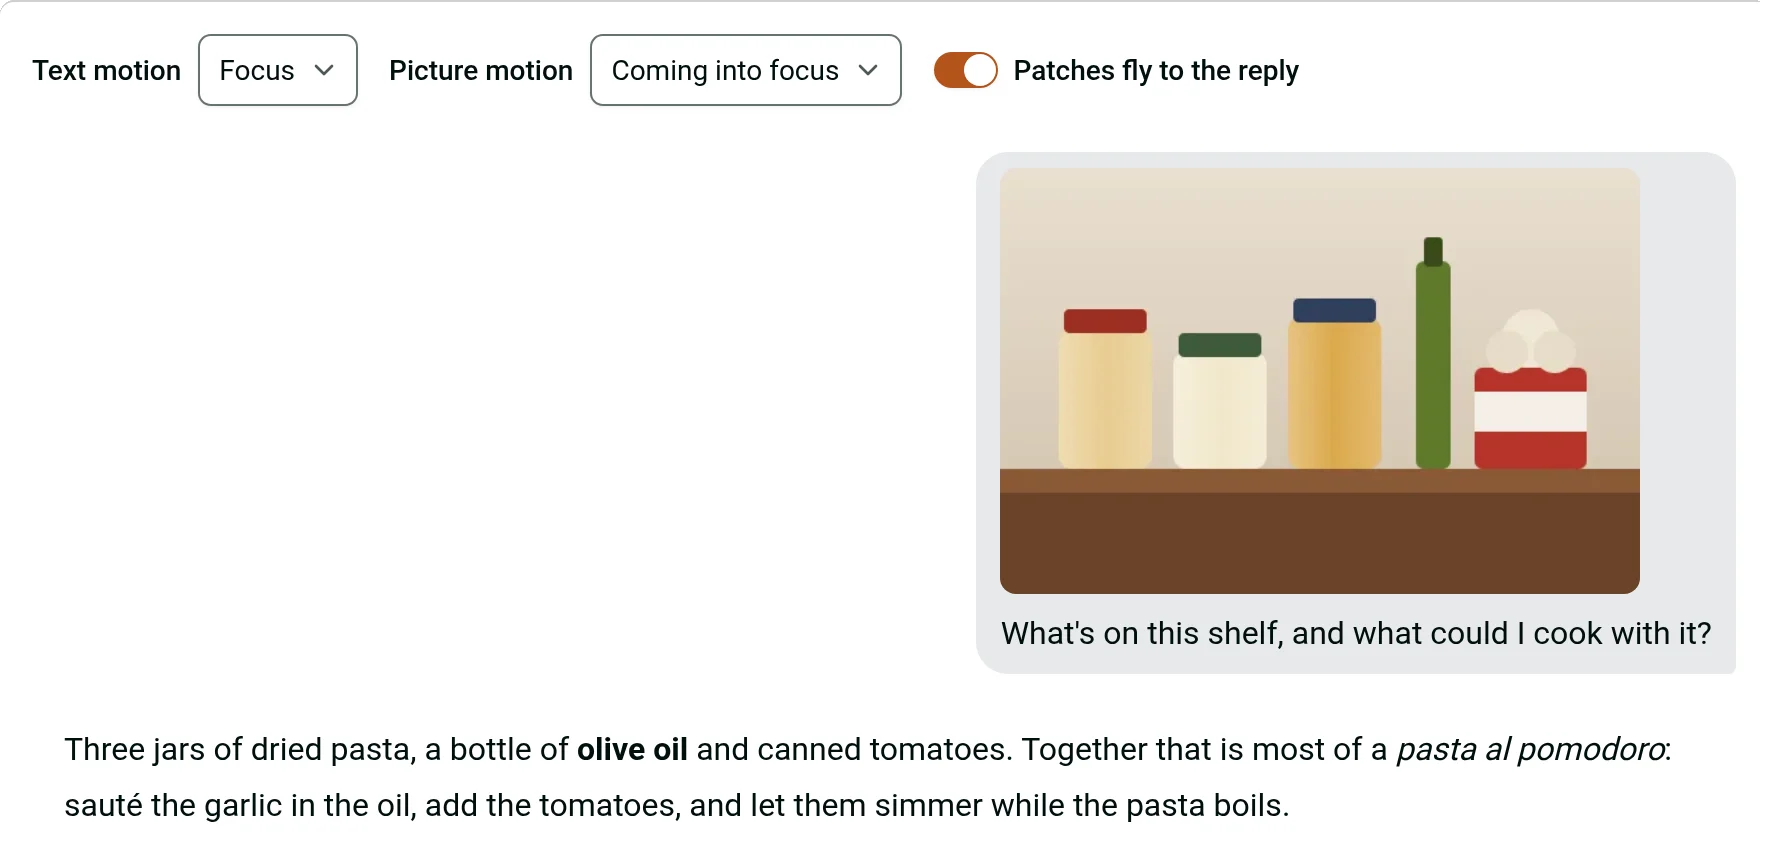 Text motion Focus Picture motion Coming into focus Patches fly to the reply
What's on this shelf, and what could I cook with it?
Three jars of dried pasta, a bottle of olive oil and canned tomatoes. Together that is most of a pasta al pomodoro:
sauté the garlic in the oil, add the tomatoes, and let them simmer while the pasta boils.